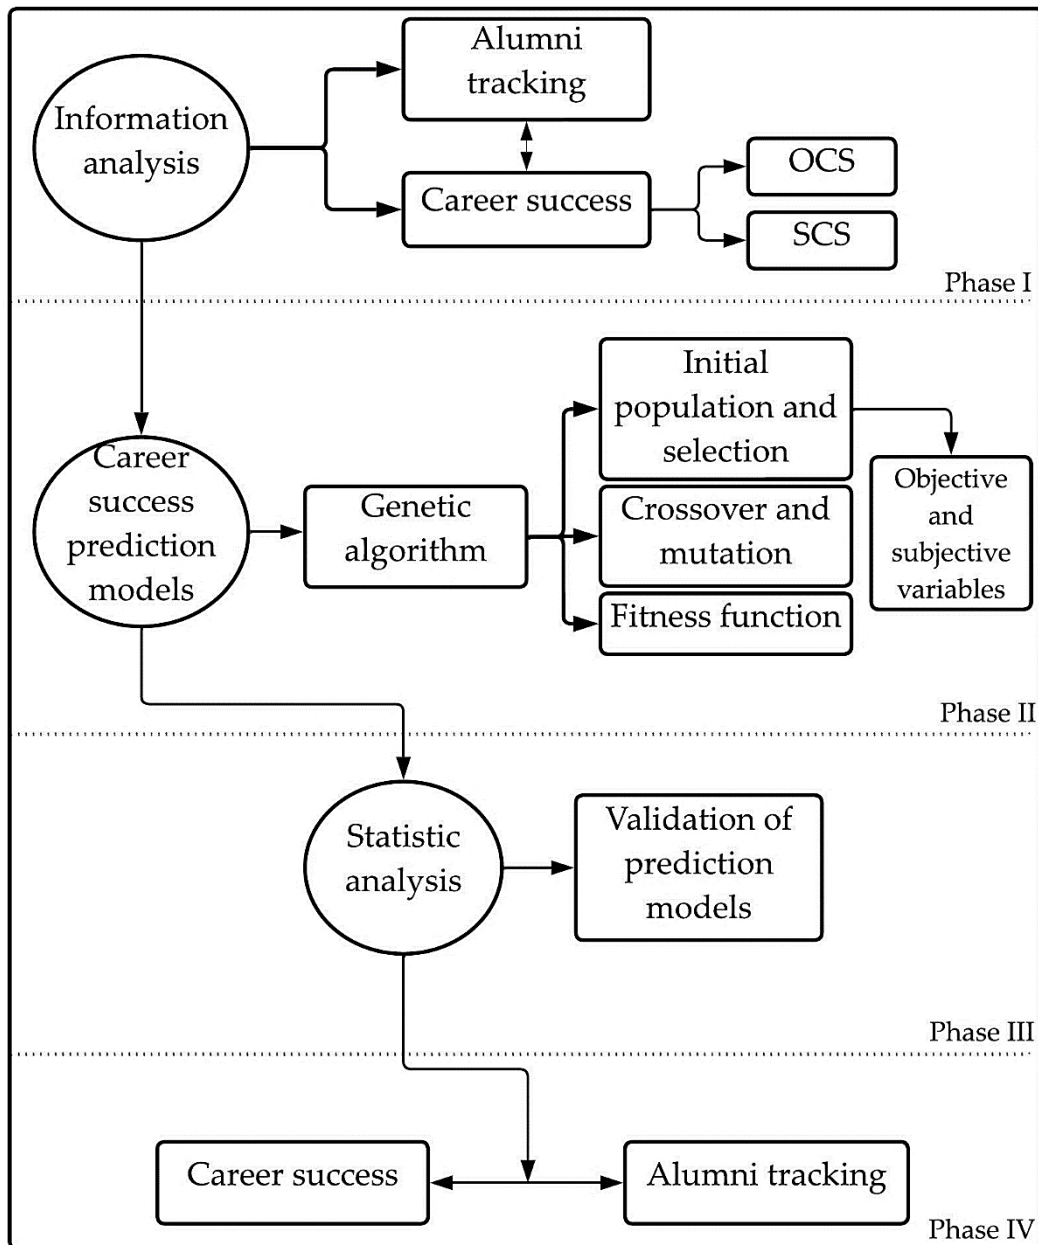 Alumni
tracking
Information
analysis
Career success
OCS
SCS
Phase I
Initial
population and
selection
Career
success
prediction
models
Genetic
algorithm
Crossover and
mutation
Fitness function
Objective
and
subjective
variables
Phase II
Statistic
analysis
Validation of
prediction
models
Phase III
Career success
Alumni tracking
Phase IV